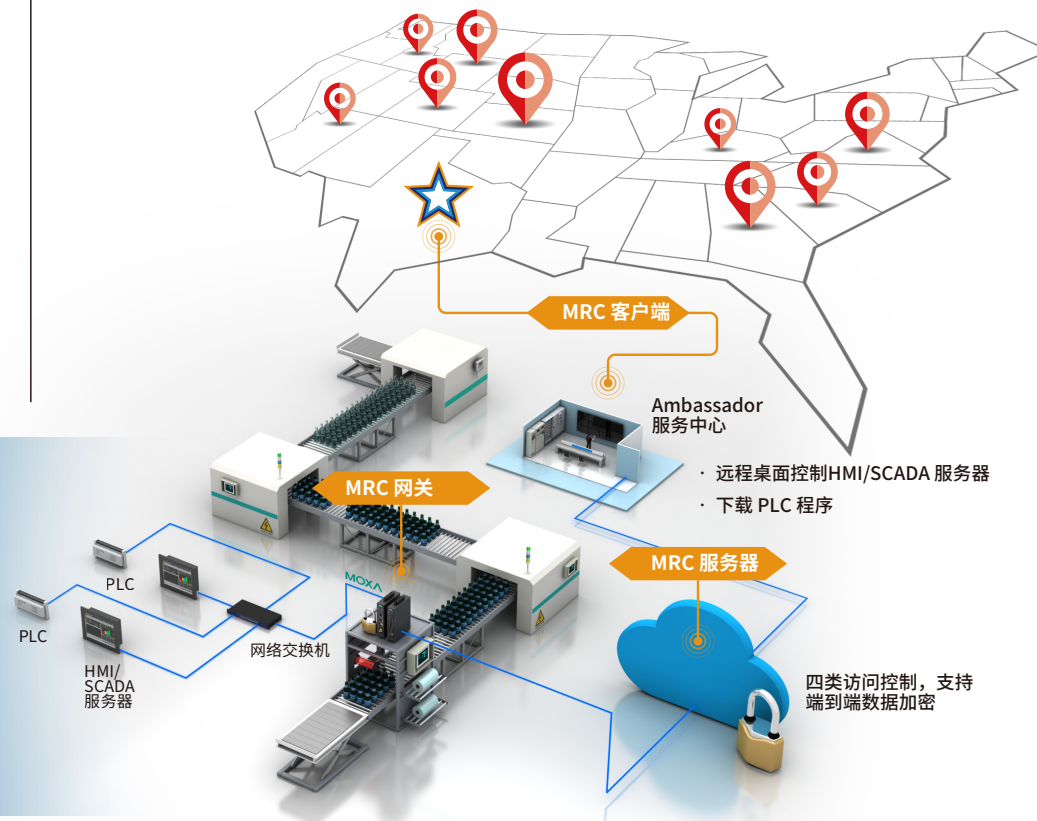 MRC 客户端
Ambassador
服务中心
· 远程桌面控制HMI/SCADA 服务器
· 下载 PLC 程序
MRC 网关
MRC 服务器
MOXA
PLC
PLC
网络交换机
HMI/
SCADA
服务器
四类访问控制，支持
端到端数据加密